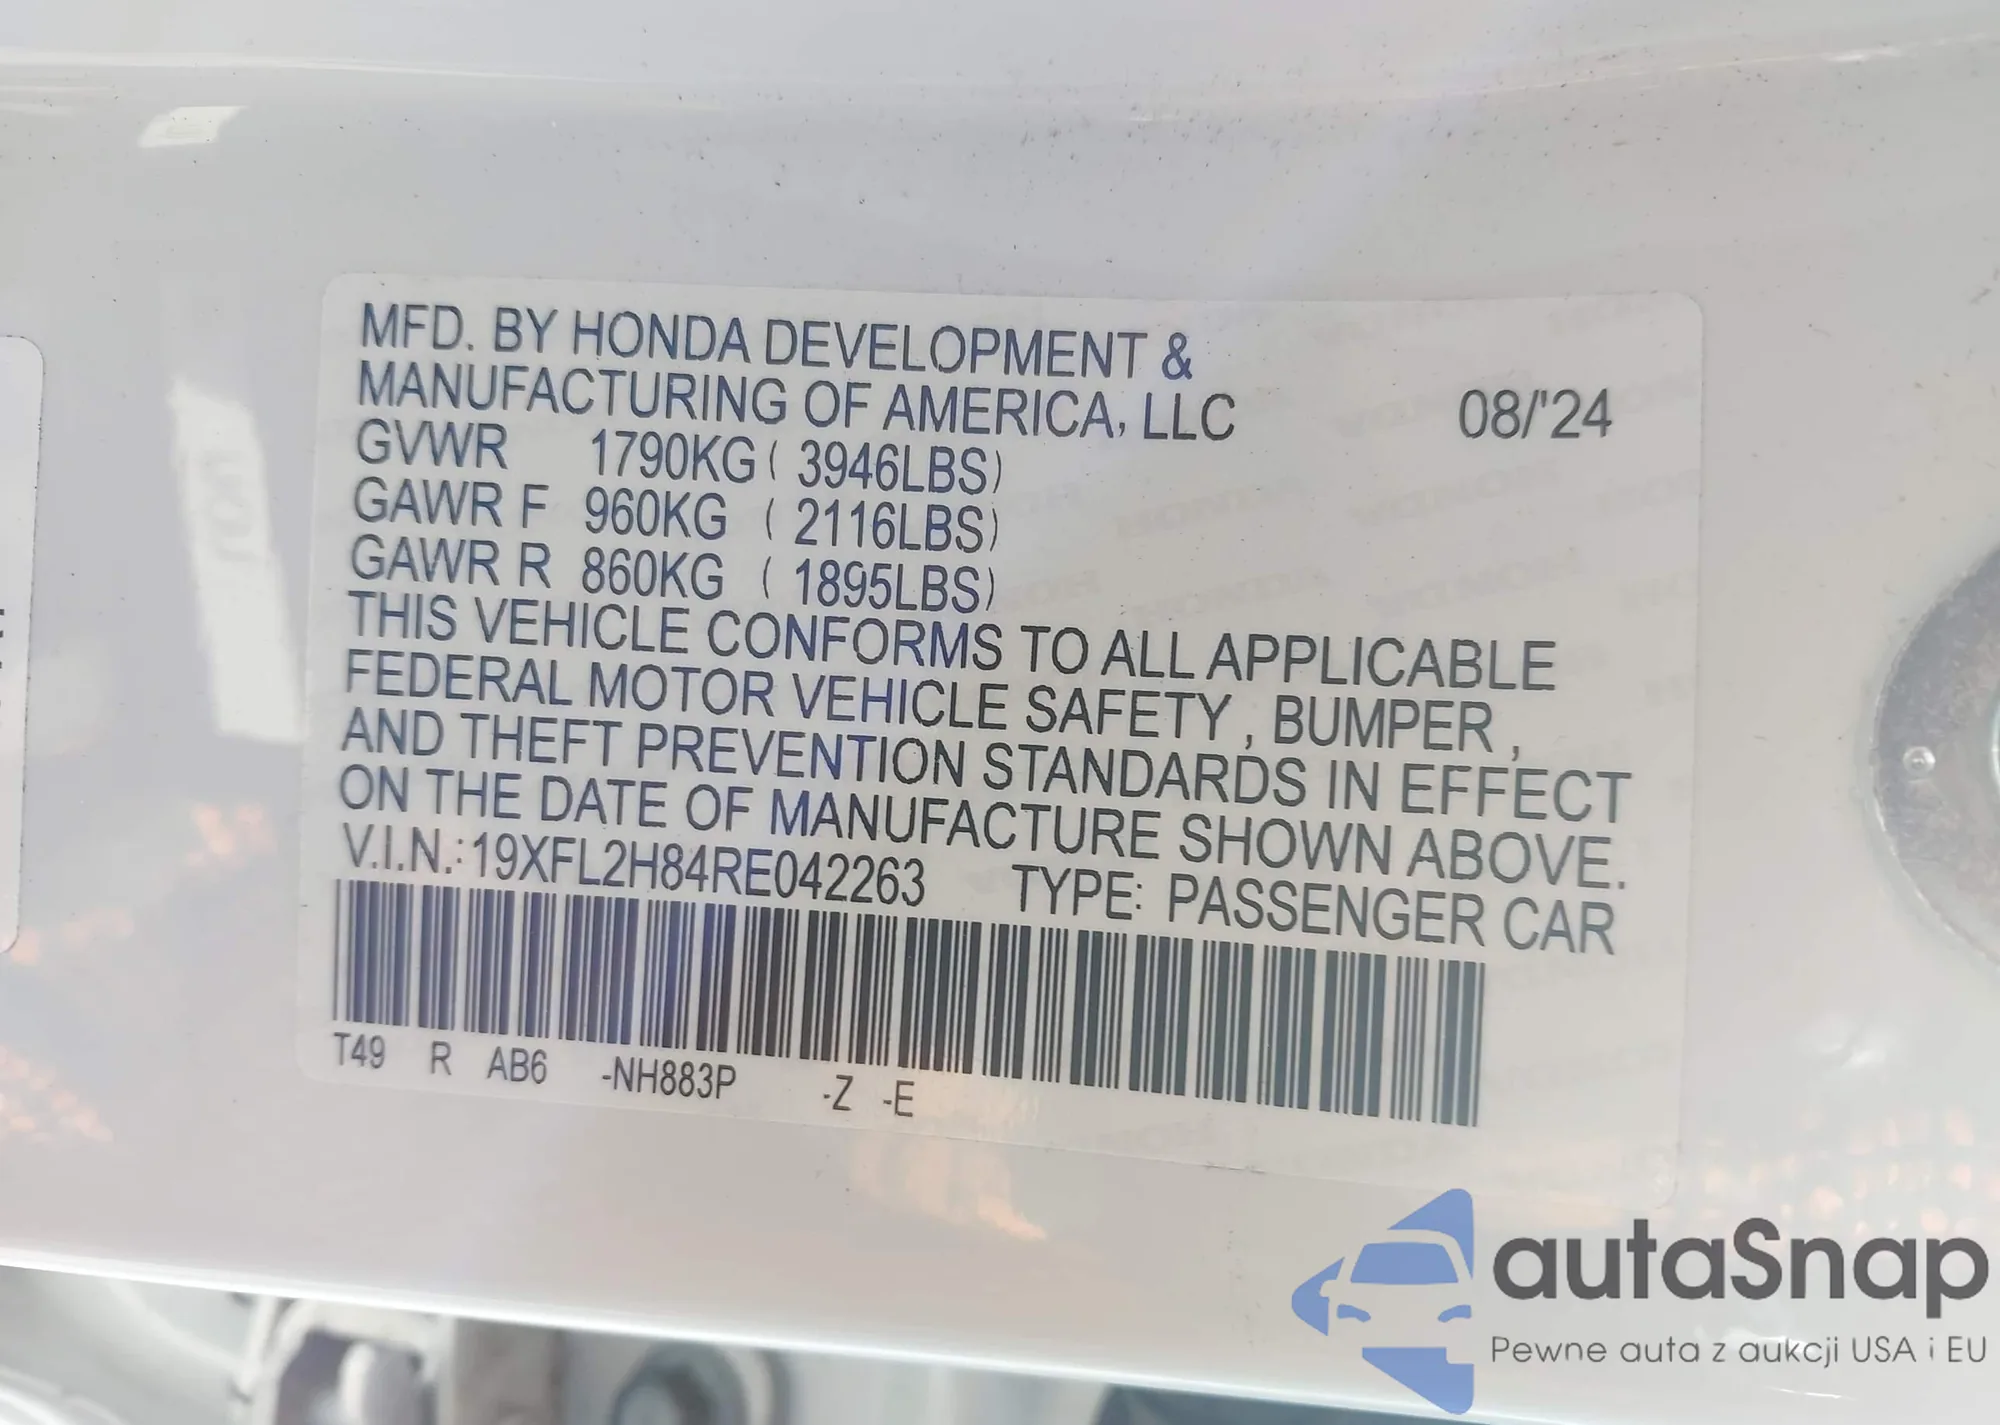 MFD. BY HONDA DEVELOPMENT &
MANUFACTURING OF AMERICA, LLC 08/'24
GVWR 1790KG ( 3946LBS)
GAWR F 960KG ( 2116LBS)
GAWR R 860KG ( 1895LBS)
THIS VEHICLE CONFORMS TO ALL APPLICABLE
FEDERAL MOTOR VEHICLE SAFETY , BUMPER ,
AND THEFT PREVENTION STANDARDS IN EFFECT
ON THE DATE OF MANUFACTURE SHOWN ABOVE.
V.I.N.:19XFL2H84RE042263 TYPE: PASSENGER CAR
T49 R AB6 -NH883P -Z -E
autaSnap
Pewne auta z aukcji USA i EU